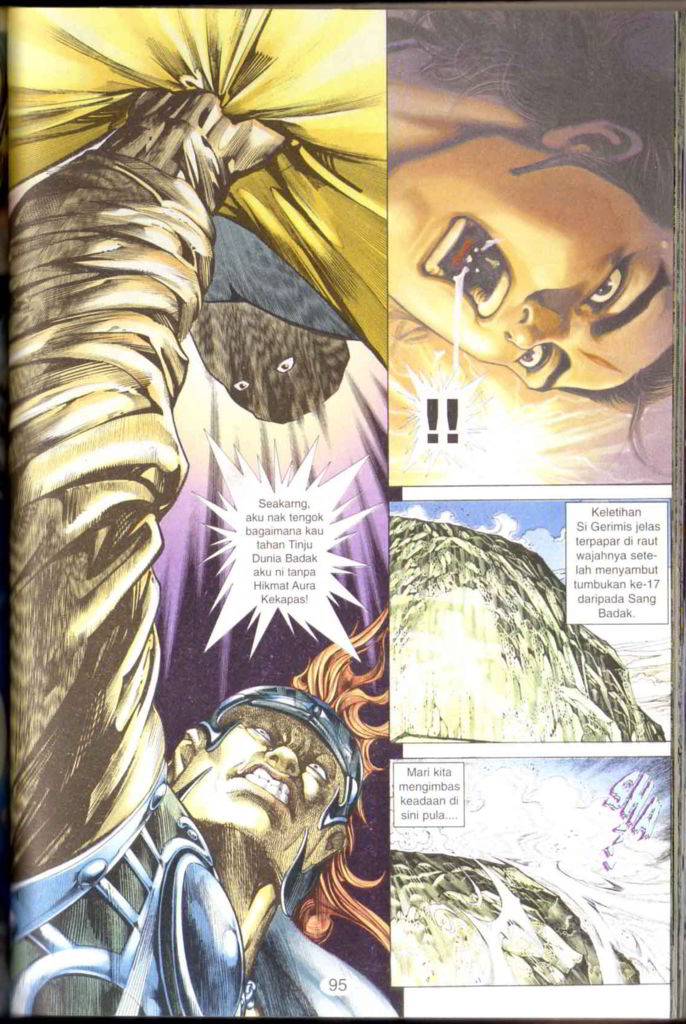 Seakarng,
aku nak tengok
bagaimana kau
tahan Tinju
Dunia Badak
aku ni tanpa
Hikmat Aura
Kekapas!
!!
Keletihan
Si Gerimis jelas
terpapar di raut
wajahnya sete-
lah menyambut
tumbukan ke-17
daripada Sang
Badak.
Mari kita
mengimbas
keadaan di
sini pula....
95